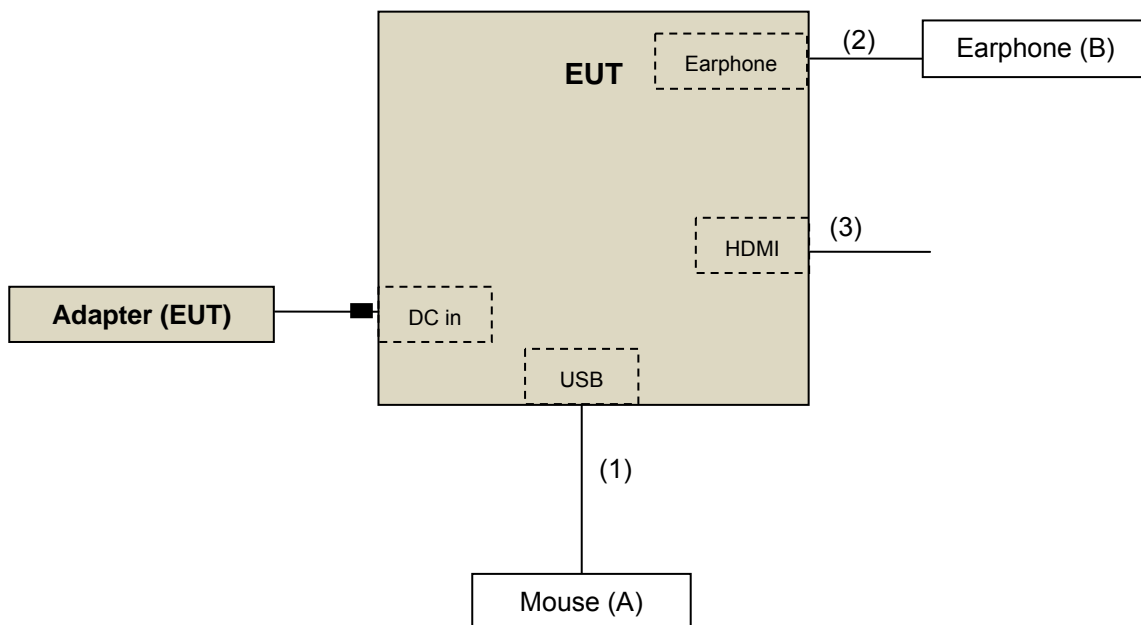 (2)
Earphone (B)
Earphone
EUT
HDMI
(3)
Adapter (EUT)
DC in
USB
(1)
Mouse (A)